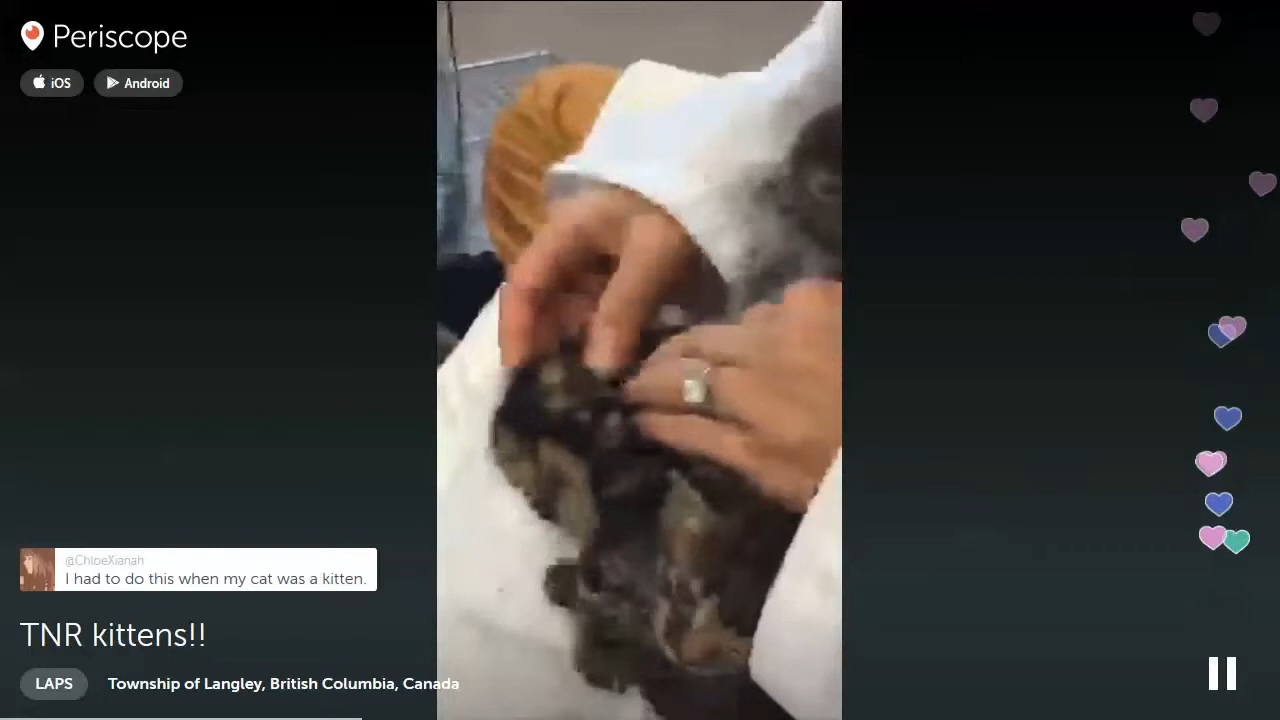 Periscope
iOS
Android
@ChloeXianah
I had to do this when my cat was a kitten.
TNR kittens!!
LAPS
Township of Langley, British Columbia, Canada